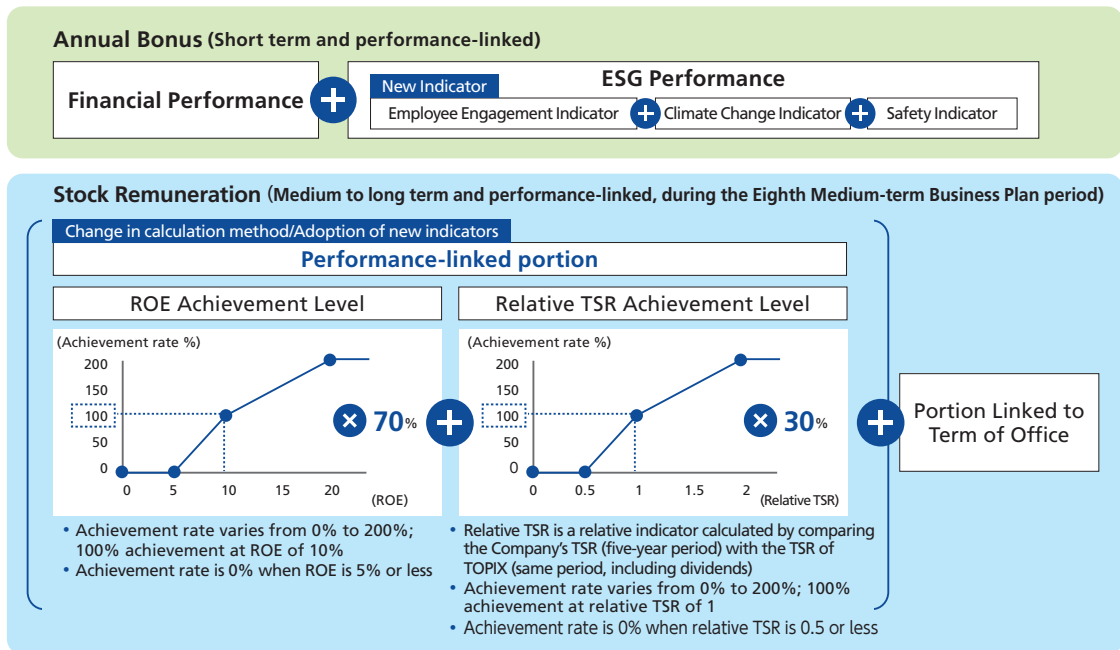 Annual Bonus (Short term and performance-linked)
Financial Performance
+
ESG Performance
New Indicator
Employee Engagement Indicator + Climate Change Indicator + Safety Indicator
Stock Remuneration (Medium to long term and performance-linked, during the Eighth Medium-term Business Plan period)
Change in calculation method/Adoption of new indicators
Performance-linked portion
ROE Achievement Level
(Achievement rate %)
200
150
100
50
0
0 5 10 15 20
(ROE)
× 70%
• Achievement rate varies from 0% to 200%;
100% achievement at ROE of 10%
• Achievement rate is 0% when ROE is 5% or less
+
Relative TSR Achievement Level
(Achievement rate %)
200
150
100
50
0
0 0.5 1 2
(Relative TSR)
× 30%
• Relative TSR is a relative indicator calculated by comparing
the Company's TSR (five-year period) with the TSR of
TOPIX (same period, including dividends)
• Achievement rate varies from 0% to 200%; 100%
achievement at relative TSR of 1
• Achievement rate is 0% when relative TSR is 0.5 or less
+
Portion Linked to
Term of Office